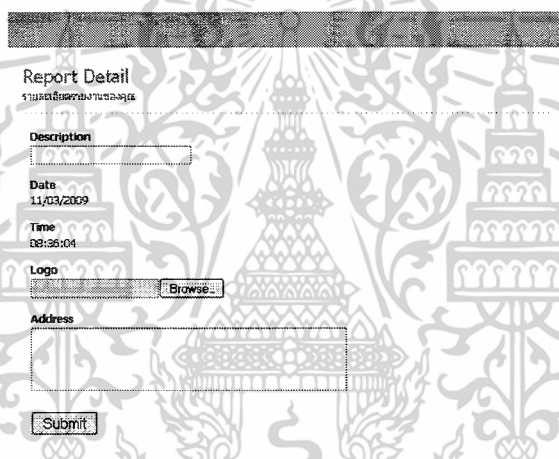 Report Detail
รายละเอียดรายงานของคุณ
Description
Date
11/03/2009
Time
08:36:04
Logo
Browse...
Address
Submit